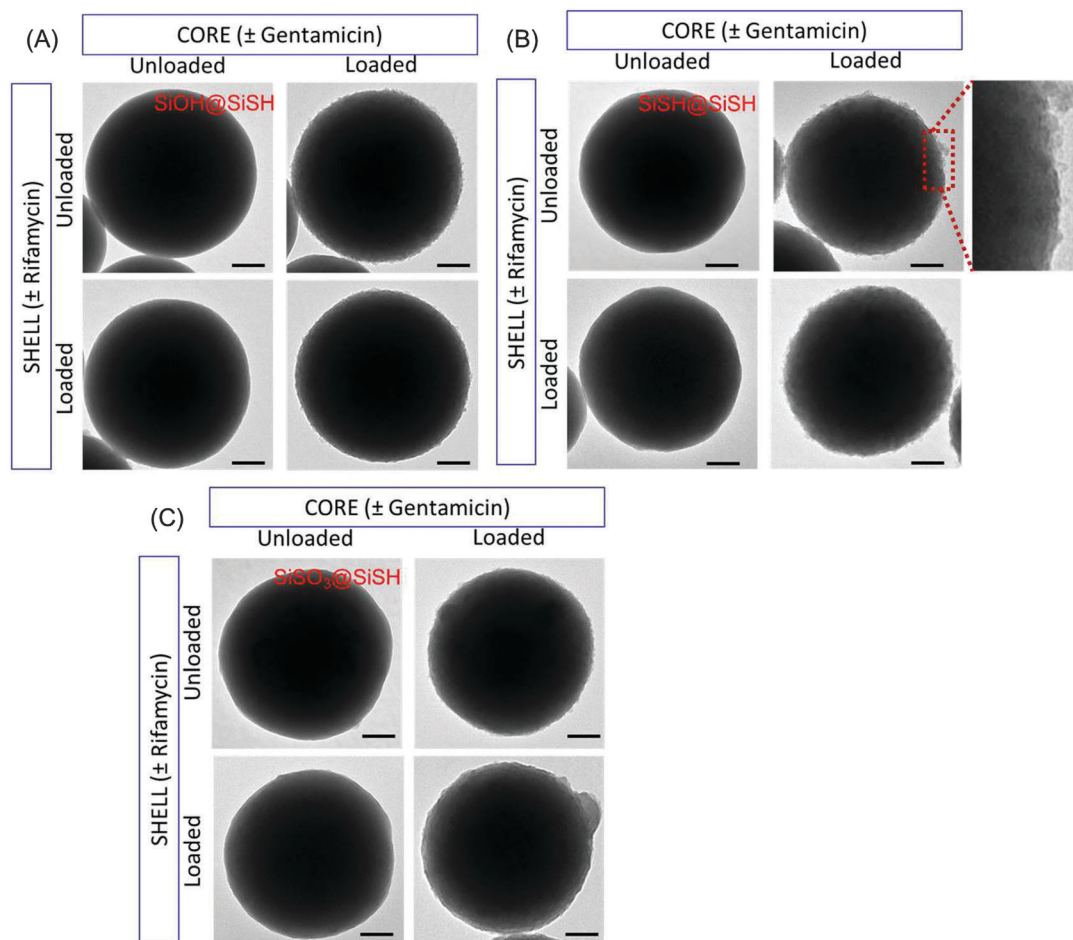 (A)
CORE (± Gentamicin)
Unloaded Loaded
SHELL (± Rifamycin)
Unloaded
Loaded
SiOH@SiSH
(B)
CORE (± Gentamicin)
Unloaded Loaded
SHELL (± Rifamycin)
Unloaded
Loaded
SiSH@SiSH
(C)
CORE (± Gentamicin)
Unloaded Loaded
SHELL (± Rifamycin)
Unloaded
Loaded
SiSO₃@SiSH